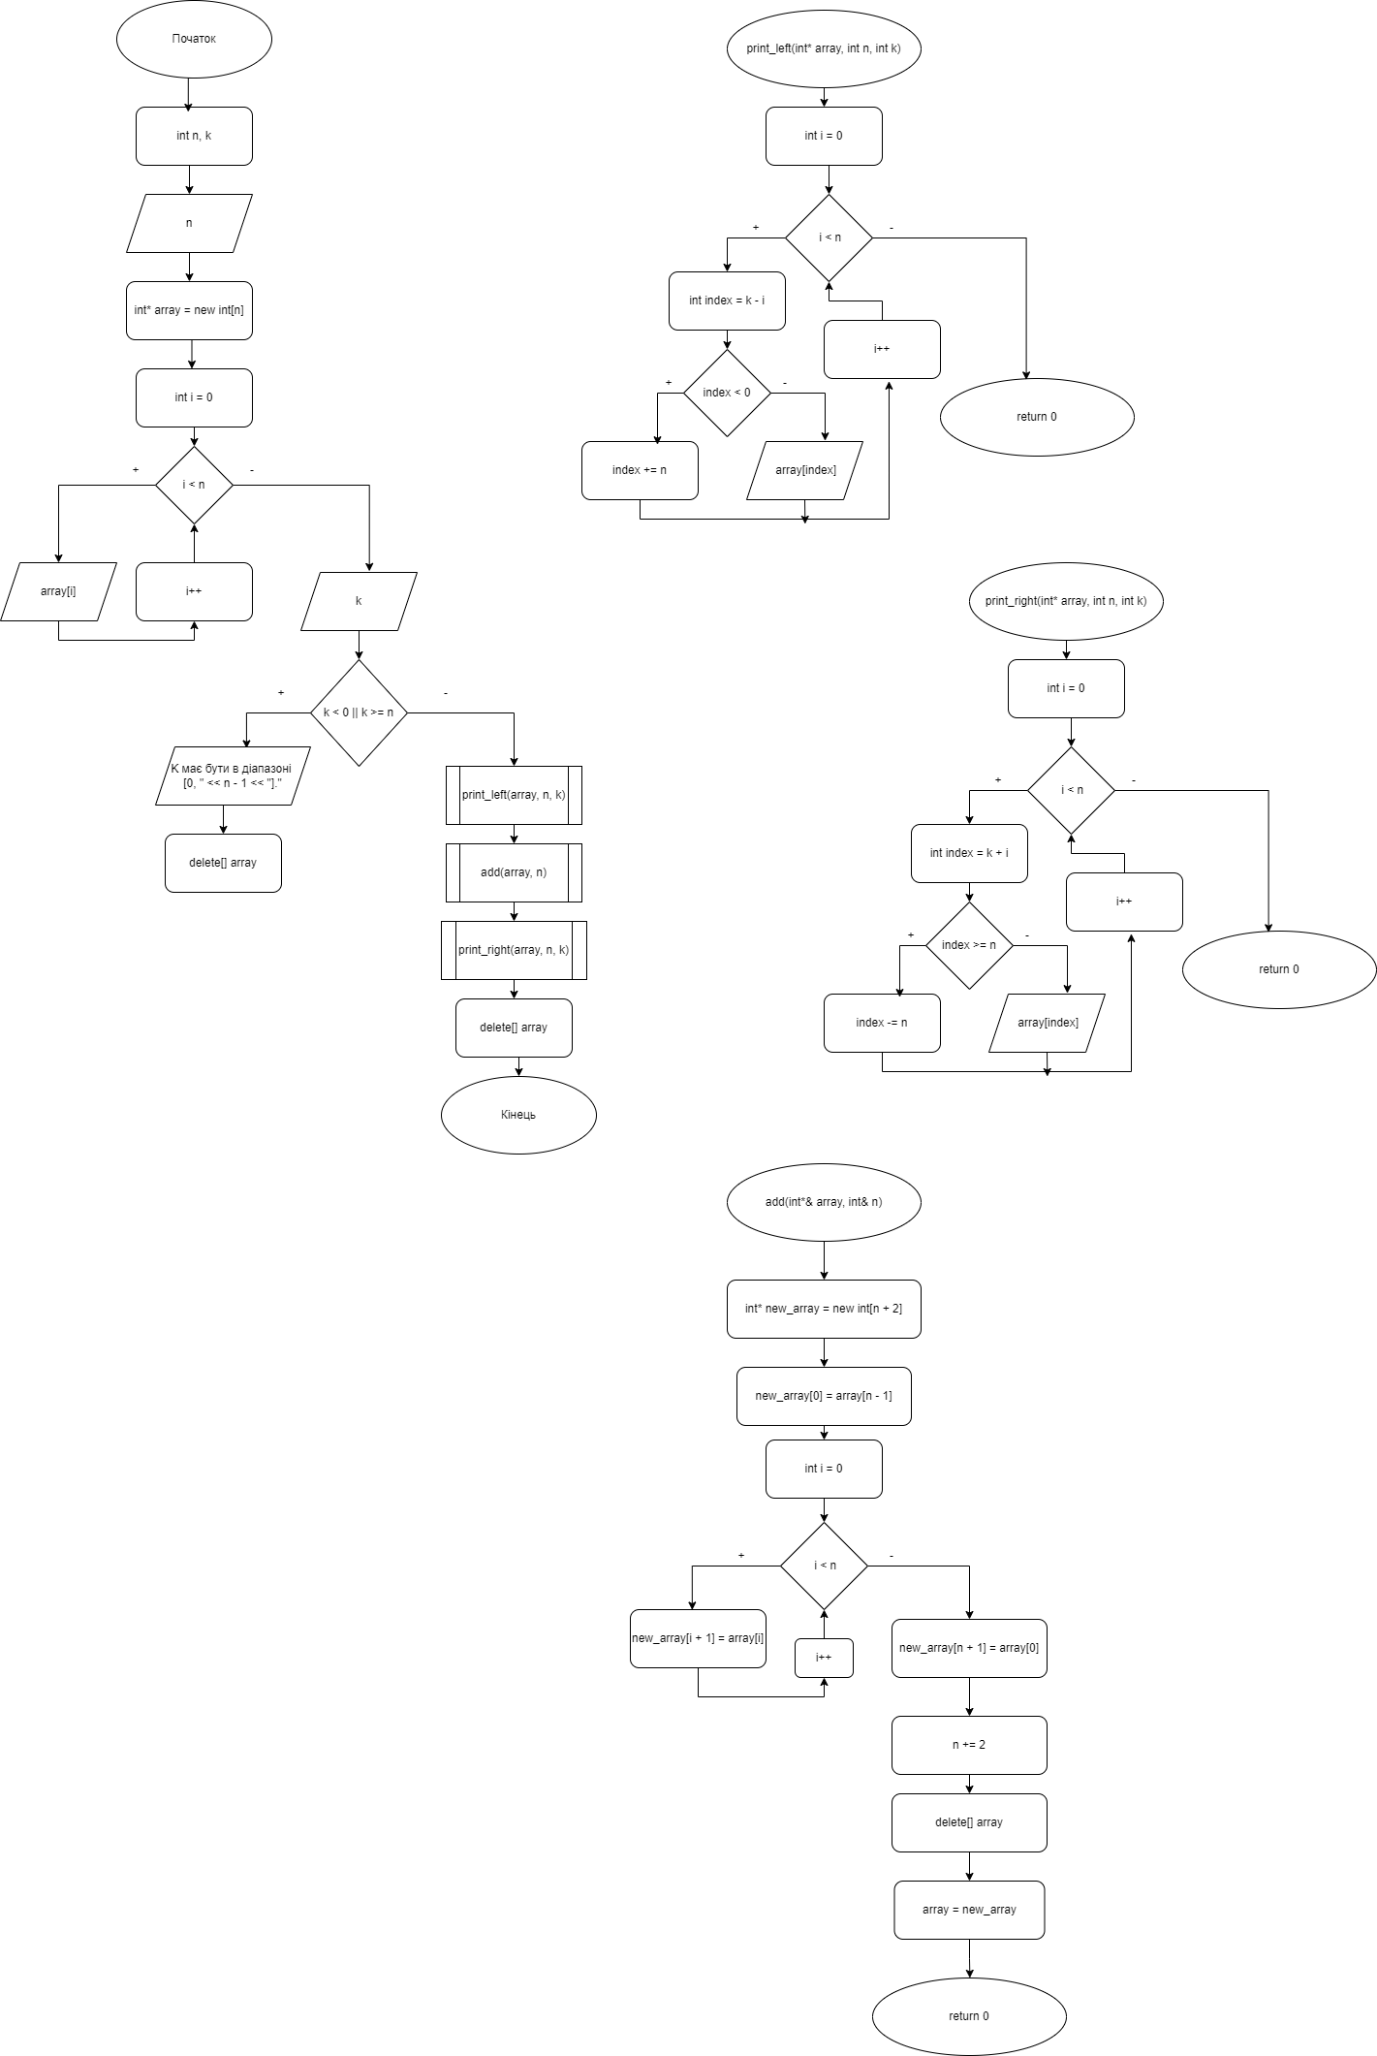 Початок
int n, k
n
int* array = new int[n]
int i = 0
i < n
+
-
array[i]
i++
k
k < 0 || k >= n
+
-
K має бути в діапазоні
[0, " << n - 1 << "]."
delete[] array
print_left(array, n, k)
add(array, n)
print_right(array, n, k)
delete[] array
Кінець
print_left(int* array, int n, int k)
int i = 0
i < n
+
-
int index = k - i
i++
index < 0
+
-
index += n
array[index]
return 0
print_right(int* array, int n, int k)
int i = 0
i < n
+
-
int index = k + i
i++
index >= n
+
-
index -= n
array[index]
return 0
add(int*& array, int& n)
int* new_array = new int[n + 2]
new_array[0] = array[n - 1]
int i = 0
i < n
+
-
new_array[i + 1] = array[i]
i++
new_array[n + 1] = array[0]
n += 2
delete[] array
array = new_array
return 0